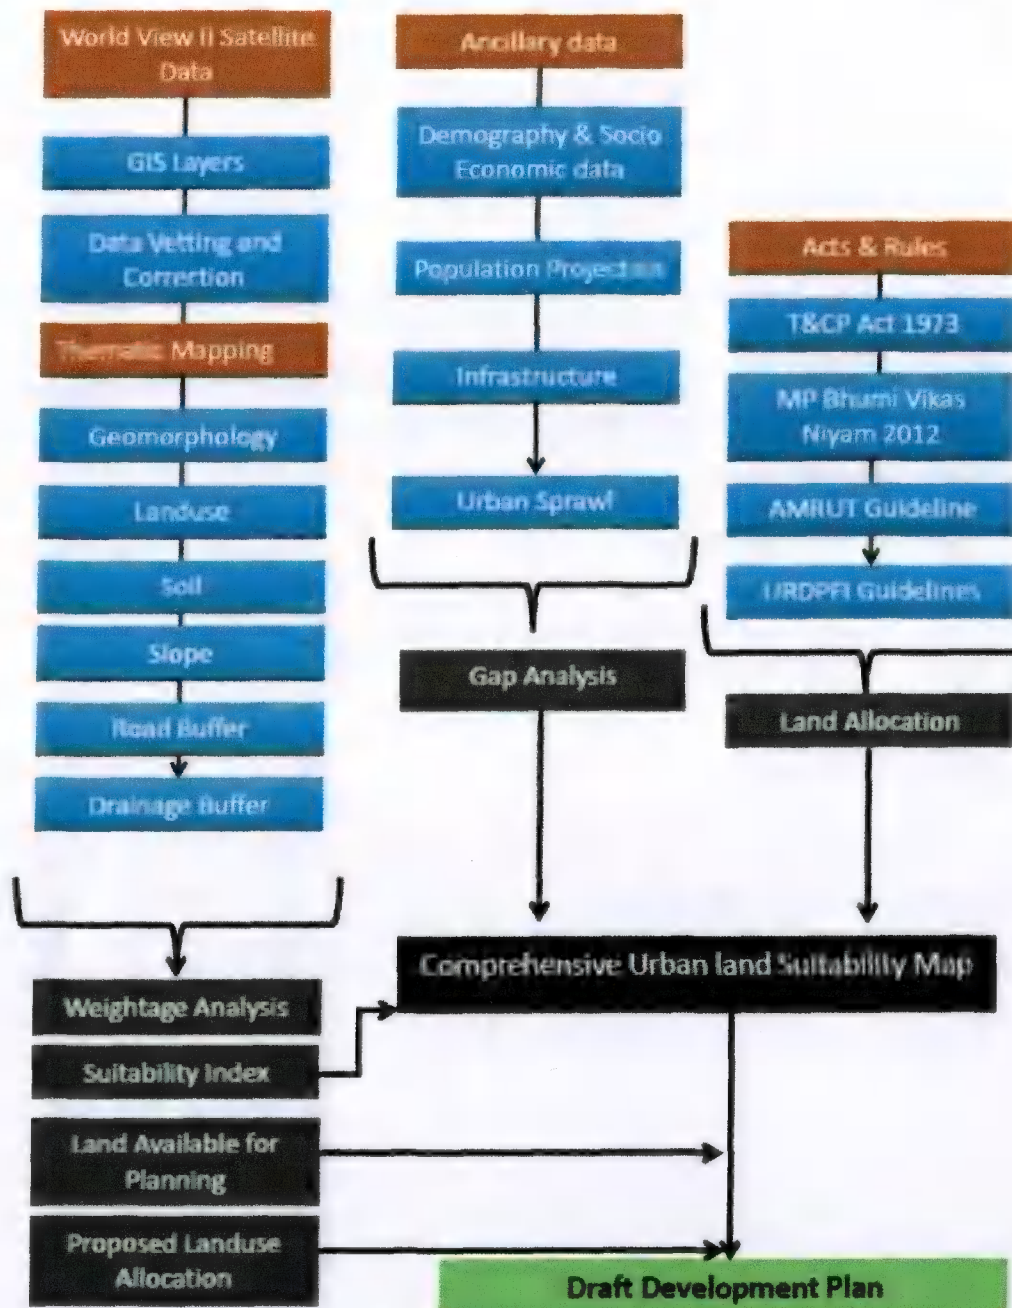 World View II Satellite
Data
GIS Layers
Data Vetting and
Correction
Thematic Mapping
Geomorphology
Landuse
Soil
Slope
Road Buffer
Drainage Buffer
Weightage Analysis
Suitability Index
Land Available for
Planning
Proposed Landuse
Allocation
Ancillary data
Demography & Socio
Economic data
Population Projection
Infrastructure
Urban Sprawl
Gap Analysis
Acts & Rules
T&CP Act 1973
MP Bhumi Vikas
Niyam 2012
AMRUT Guideline
URDPFI Guidelines
Land Allocation
Comprehensive Urban land Suitability Map
Draft Development Plan